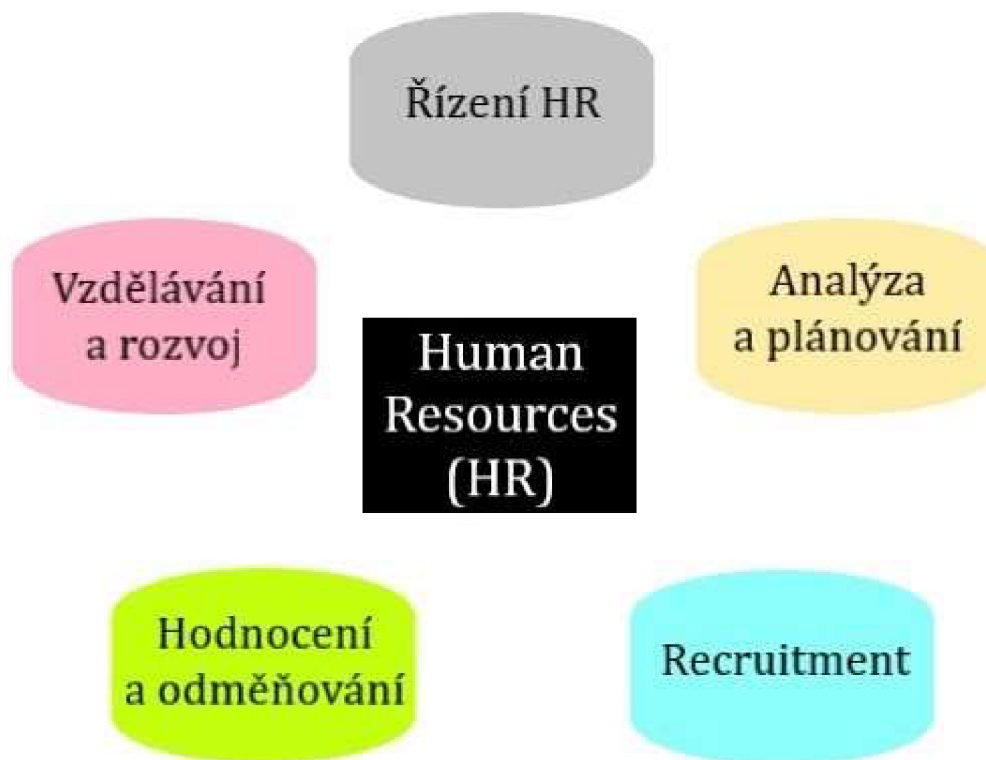 Řízení HR
Vzdělávání
a rozvoj
Analýza
a plánování
Human
Resources
(HR)
Hodnocení
a odměňování
Recruitment